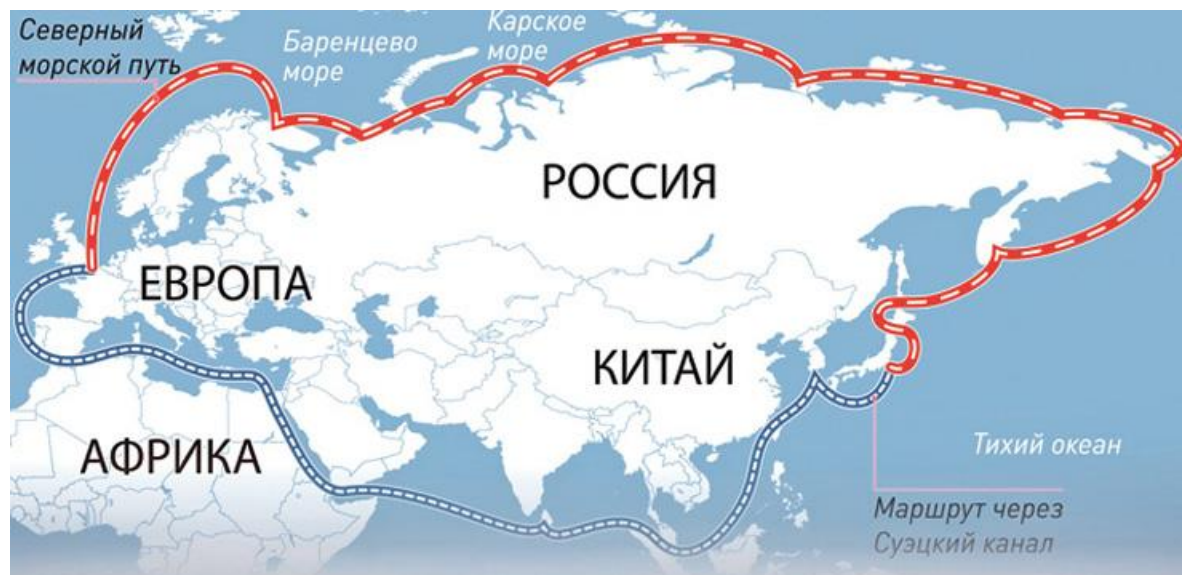 Северный
морской путь
Баренцево
море
Карское
море
РОССИЯ
ЕВРОПА
КИТАЙ
АФРИКА
Тихий океан
Маршрут через
Суэцкий канал